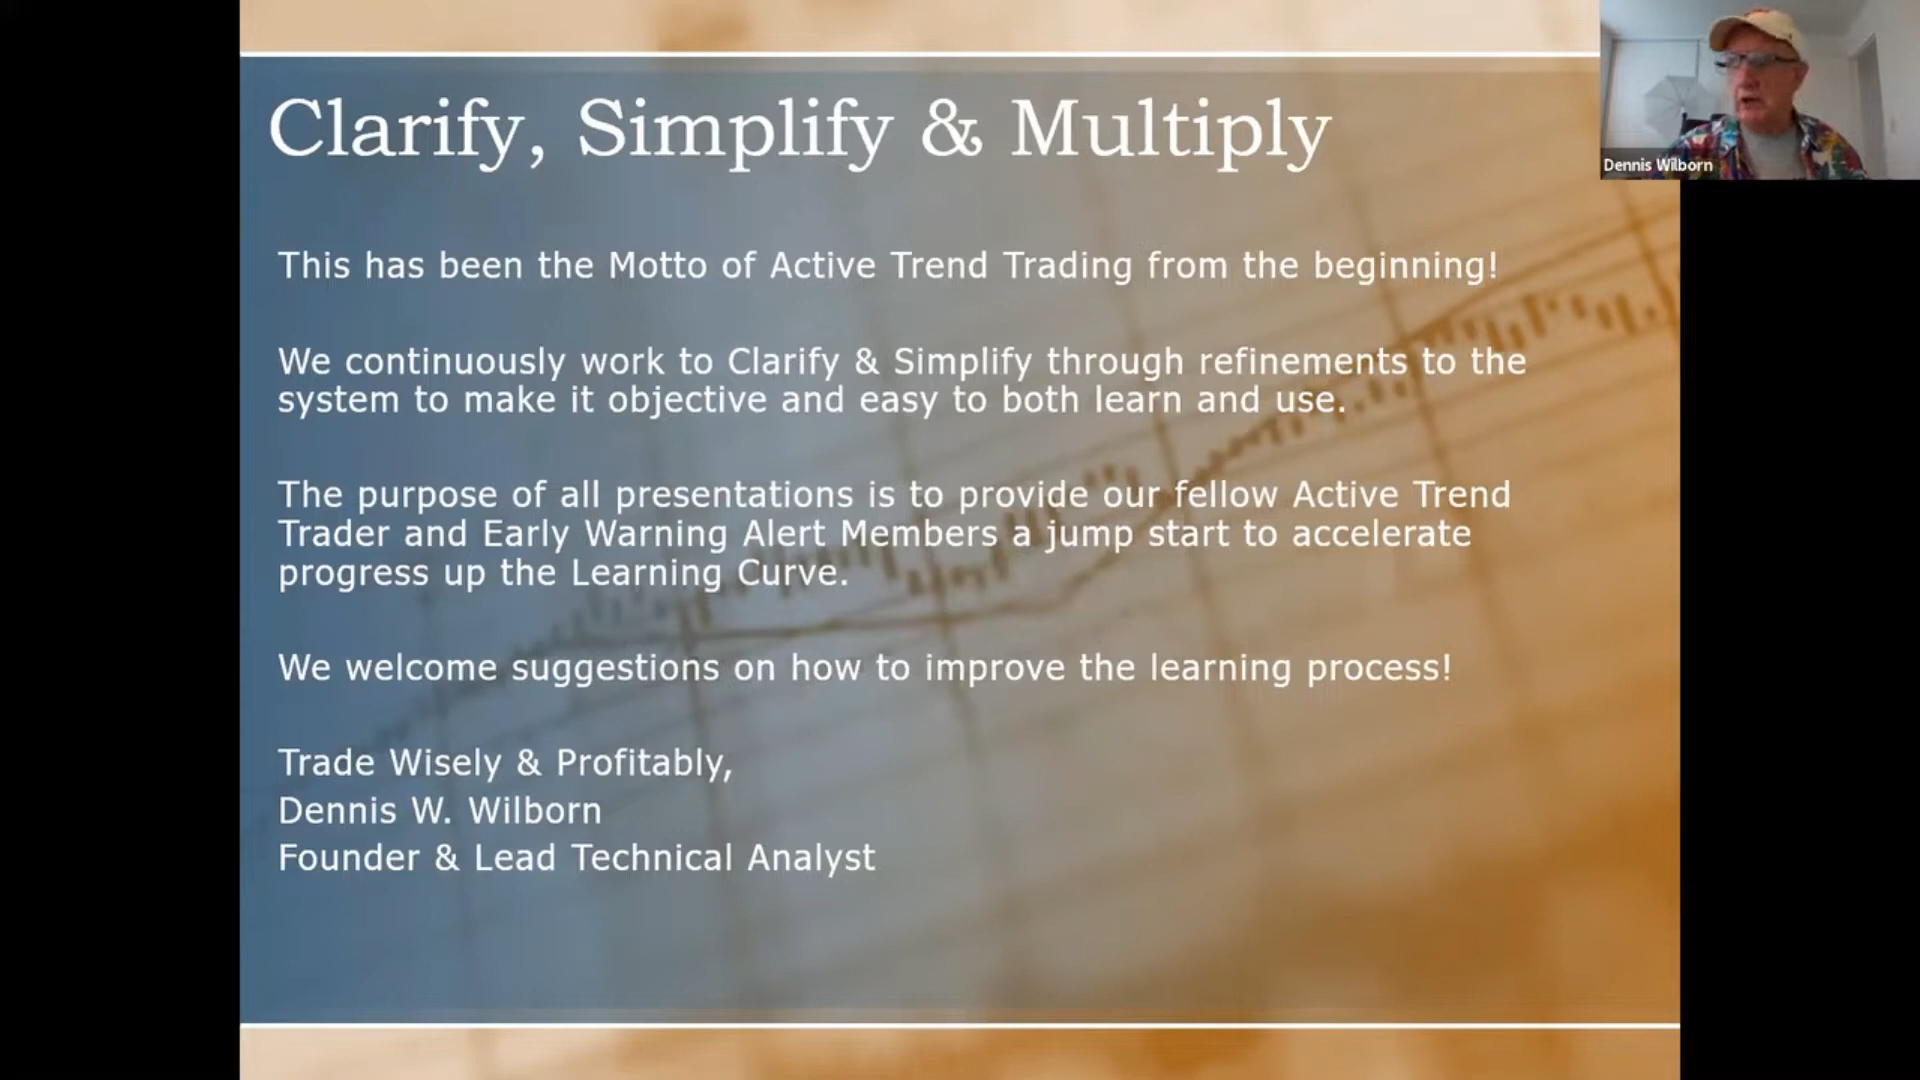 Clarify, Simplify & Multiply
Dennis Wilborn
This has been the Motto of Active Trend Trading from the beginning!
We continuously work to Clarify & Simplify through refinements to the
system to make it objective and easy to both learn and use.
The purpose of all presentations is to provide our fellow Active Trend
Trader and Early Warning Alert Members a jump start to accelerate
progress up the Learning Curve.
We welcome suggestions on how to improve the learning process!
Trade Wisely & Profitably,
Dennis W. Wilborn
Founder & Lead Technical Analyst